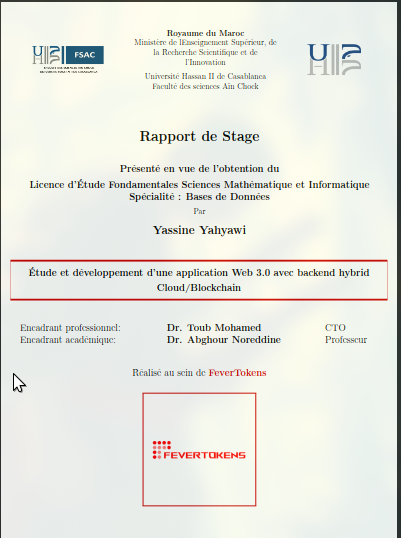 Royaume du Maroc
Ministère de lEnseignement Supérieur, de
la Recherche Scientifique et de
l'Innovation
Université Hassan II de Casablanca
Faculté des sciences Aïn Chock
UH2C
FSAC
UH2C
Rapport de Stage
Présenté en vue de l'obtention du
Licence d'Étude Fondamentales Sciences Mathématique et Informatique
Spécialité : Bases de Données
Par
Yassine Yahyawi
Étude et développement d'une application Web 3.0 avec backend hybrid
Cloud/Blockchain
Encadrant professionnel: Dr. Toub Mohamed CTO
Encadrant académique: Dr. Abghour Noreddine Professeur
Réalisé au sein de FeverTokens
FEVERTOKENS